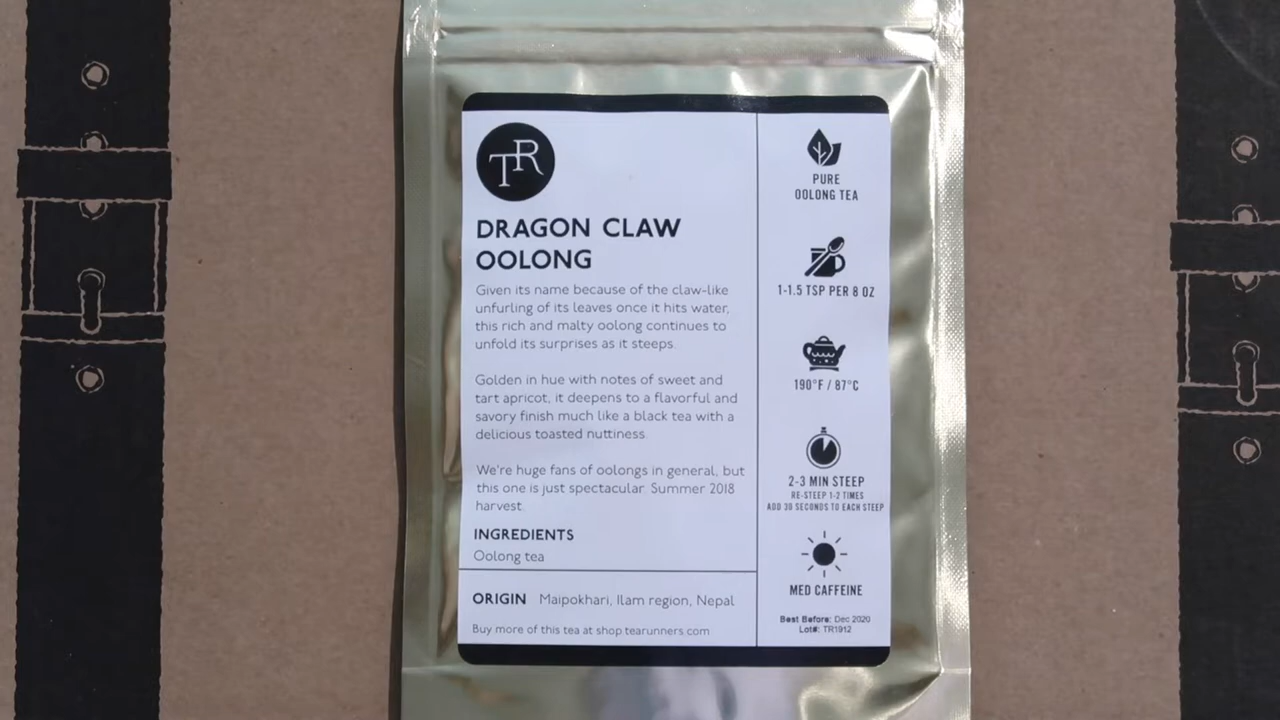 TR
DRAGON CLAW
OOLONG
Given its name because of the claw-like
unfurling of its leaves once it hits water,
this rich and malty oolong continues to
unfold its surprises as it steeps.
Golden in hue with notes of sweet and
tart apricot, it deepens to a flavorful and
savory finish much like a black tea with a
delicious toasted nuttiness.
We're huge fans of oolongs in general, but
this one is just spectacular. Summer 2018
harvest.
INGREDIENTS
Oolong tea
ORIGIN Maipokhari, Ilam region, Nepal
Buy more of this tea at shop.tearunners.com
PURE
OOLONG TEA
1-1.5 TSP PER 8 OZ
190°F / 87°C
2-3 MIN STEEP
RE-STEEP 1-2 TIMES
ADD 30 SECONDS TO EACH STEEP
MED CAFFEINE
Best Before: Dec 2020
Lot#: TR1912